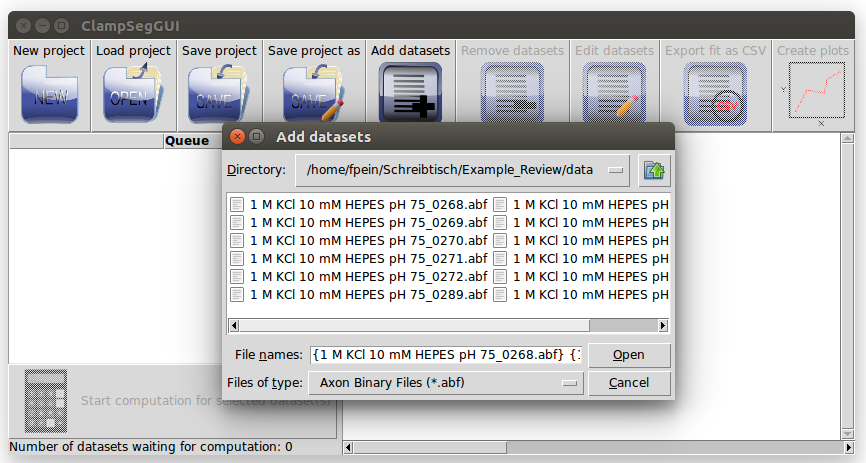 ClampSegGUI
New project Load project Save project Save project as Add datasets Remove datasets Edit datasets Export fit as CSV Create plots
NEW OPEN SAVE SAVE CSV Y X
Queue
Add datasets
Directory: /home/fpein/Schreibtisch/Example_Review/data
1 M KCl 10 mM HEPES pH 75_0268.abf 1 M KCl 10 mM HEPES pH
1 M KCl 10 mM HEPES pH 75_0269.abf 1 M KCl 10 mM HEPES pH
1 M KCl 10 mM HEPES pH 75_0270.abf 1 M KCl 10 mM HEPES pH
1 M KCl 10 mM HEPES pH 75_0271.abf 1 M KCl 10 mM HEPES pH
1 M KCl 10 mM HEPES pH 75_0272.abf 1 M KCl 10 mM HEPES pH
1 M KCl 10 mM HEPES pH 75_0289.abf 1 M KCl 10 mM HEPES pH
File names: {1 M KCl 10 mM HEPES pH 75_0268.abf} {1 Open
Files of type: Axon Binary Files (*.abf) Cancel
Start computation for selected dataset(s)
Number of datasets waiting for computation: 0